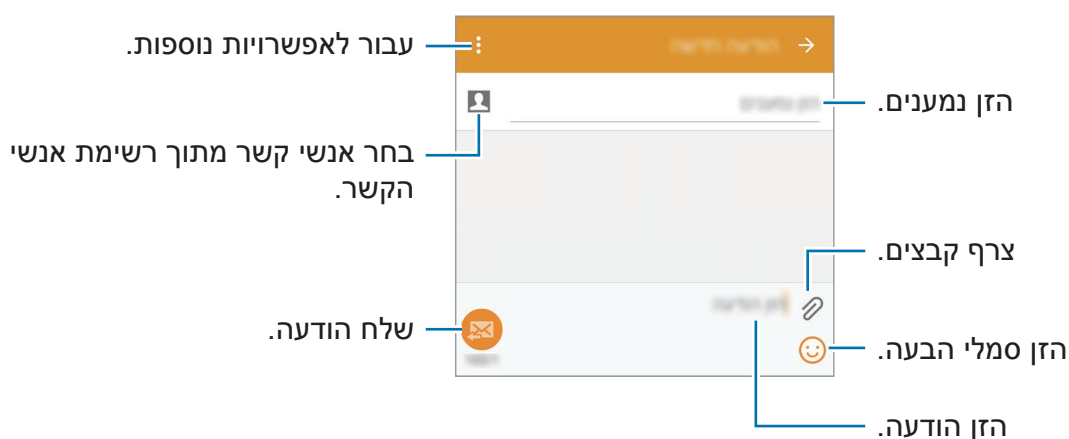 עבור לאפשרויות נוספות.
הזן נמענים.
בחר אנשי קשר מתוך רשימת אנשי
הקשר.
צרף קבצים.
שלח הודעה.
הזן סמלי הבעה.
הזן הודעה.